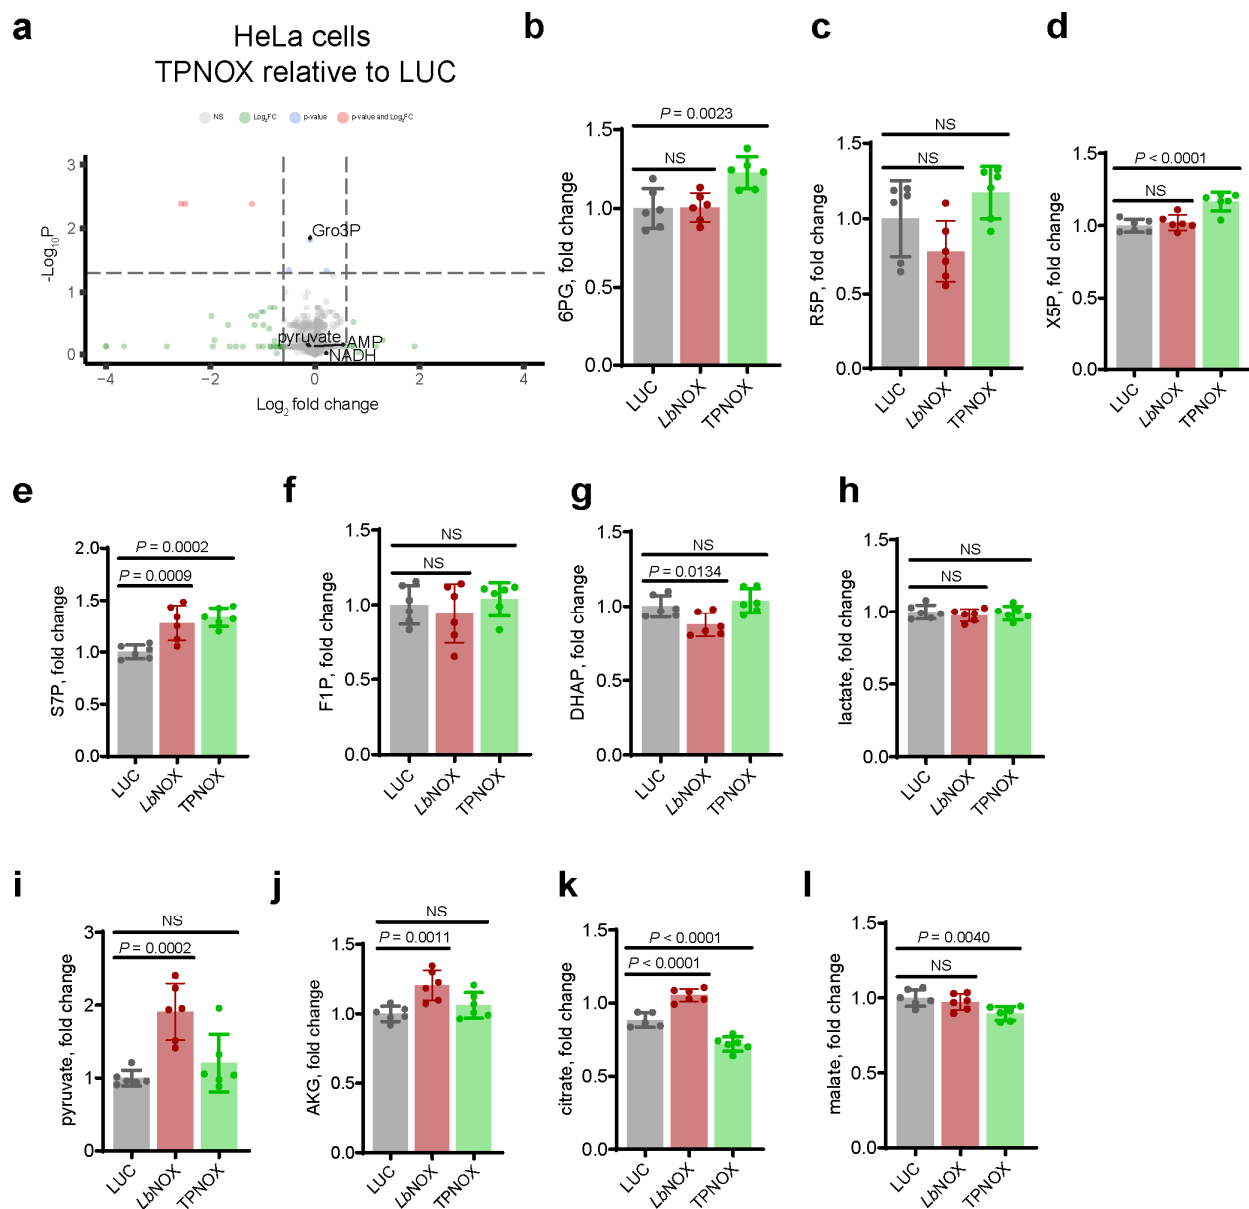 a
HeLa cells
TPNOX relative to LUC
NS
Log₂FC
p-value
p-value and Log₂FC
3
2
1
0
-Log₁₀P
Gro3P
pyruvate
AMP
NADH
−4
−2
0
2
4
Log₂ fold change
b
P = 0.0023
NS
1.5
1.0
0.5
0.0
6PG, fold change
LUC
LbNOX
TPNOX
c
NS
NS
1.5
1.0
0.5
0.0
R5P, fold change
LUC
LbNOX
TPNOX
d
P < 0.0001
NS
1.5
1.0
0.5
0.0
X5P, fold change
LUC
LbNOX
TPNOX
e
P = 0.0002
P = 0.0009
2.0
1.5
1.0
0.5
0.0
S7P, fold change
LUC
LbNOX
TPNOX
f
NS
NS
1.5
1.0
0.5
0.0
F1P, fold change
LUC
LbNOX
TPNOX
g
NS
P = 0.0134
1.5
1.0
0.5
0.0
DHAP, fold change
LUC
LbNOX
TPNOX
h
NS
NS
1.5
1.0
0.5
0.0
lactate, fold change
LUC
LbNOX
TPNOX
i
NS
P = 0.0002
3
2
1
0
pyruvate, fold change
LUC
LbNOX
TPNOX
j
NS
P = 0.0011
1.5
1.0
0.5
0.0
AKG, fold change
LUC
LbNOX
TPNOX
k
P < 0.0001
P < 0.0001
1.5
1.0
0.5
0.0
citrate, fold change
LUC
LbNOX
TPNOX
l
P = 0.0040
NS
1.5
1.0
0.5
0.0
malate, fold change
LUC
LbNOX
TPNOX